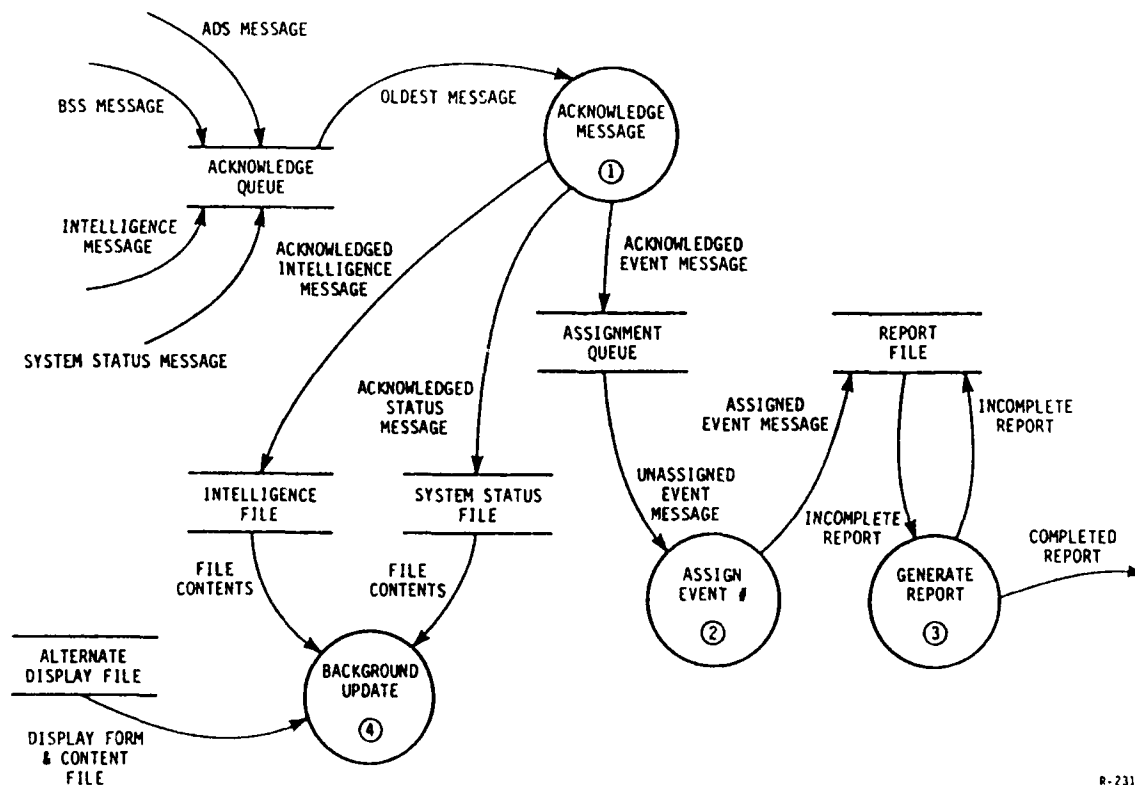 ADS MESSAGE
BSS MESSAGE
OLDEST MESSAGE
ACKNOWLEDGE
MESSAGE
1
ACKNOWLEDGE
QUEUE
INTELLIGENCE
MESSAGE
ACKNOWLEDGED
INTELLIGENCE
MESSAGE
ACKNOWLEDGED
EVENT MESSAGE
SYSTEM STATUS MESSAGE
ASSIGNMENT
QUEUE
REPORT
FILE
ACKNOWLEDGED
STATUS
MESSAGE
ASSIGNED
EVENT MESSAGE
INCOMPLETE
REPORT
INTELLIGENCE
FILE
SYSTEM STATUS
FILE
UNASSIGNED
EVENT
MESSAGE
INCOMPLETE
REPORT
COMPLETED
REPORT
FILE
CONTENTS
FILE
CONTENTS
ASSIGN
EVENT #
2
GENERATE
REPORT
3
ALTERNATE
DISPLAY FILE
BACKGROUND
UPDATE
4
DISPLAY FORM
& CONTENT
FILE
R-231